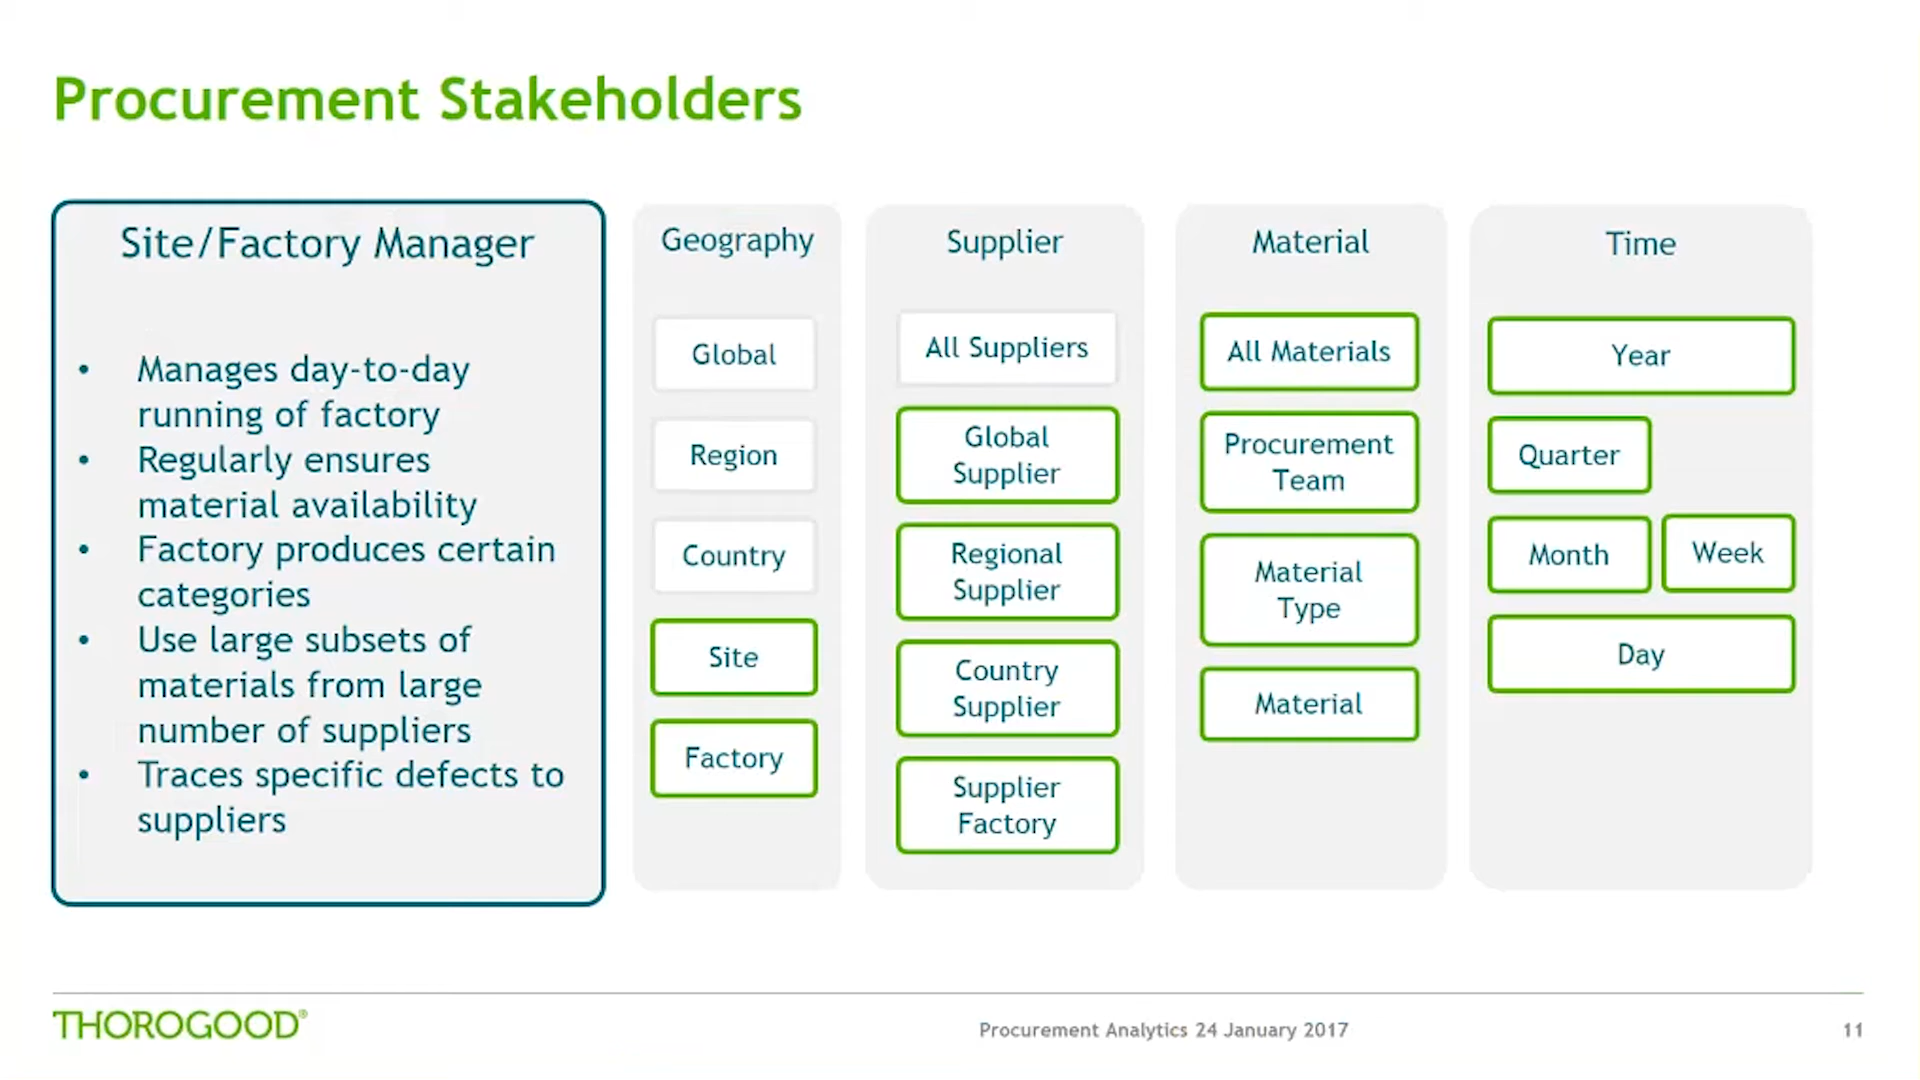 Procurement Stakeholders
Site/Factory Manager
• Manages day-to-day
running of factory
• Regularly ensures
material availability
• Factory produces certain
categories
• Use large subsets of
materials from large
number of suppliers
• Traces specific defects to
suppliers
Geography
Global
Region
Country
Site
Factory
Supplier
All Suppliers
Global
Supplier
Regional
Supplier
Country
Supplier
Supplier
Factory
Material
All Materials
Procurement
Team
Material
Type
Material
Time
Year
Quarter
Month
Week
Day
THOROGOOD®
Procurement Analytics 24 January 2017
11